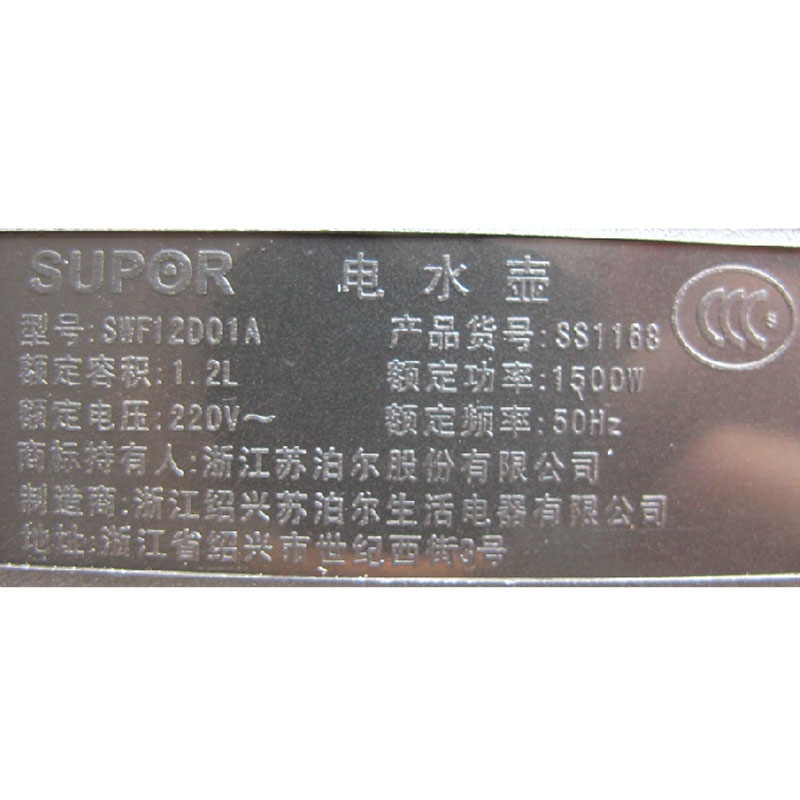 SUPOR 电水壶
型号:SWF12D01A 产品货号:SS1168
额定容积:1.2L 额定功率:1500W
额定电压:220V~ 额定频率:50Hz
商标持有人:浙江苏泊尔股份有限公司
制造商:浙江绍兴苏泊尔生活电器有限公司
地址:浙江省绍兴市世纪西街3号
CCC S